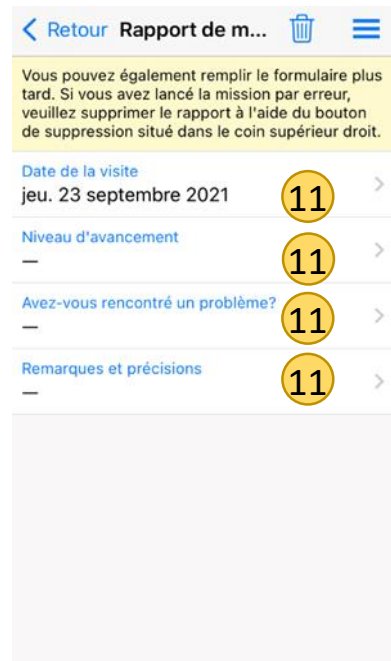 Retour Rapport de m...
Vous pouvez également remplir le formulaire plus
tard. Si vous avez lancé la mission par erreur,
veuillez supprimer le rapport à l'aide du bouton
de suppression situé dans le coin supérieur droit.
Date de la visite
jeu. 23 septembre 2021
11
Niveau d'avancement
—
11
Avez-vous rencontré un problème?
—
11
Remarques et précisions
—
11